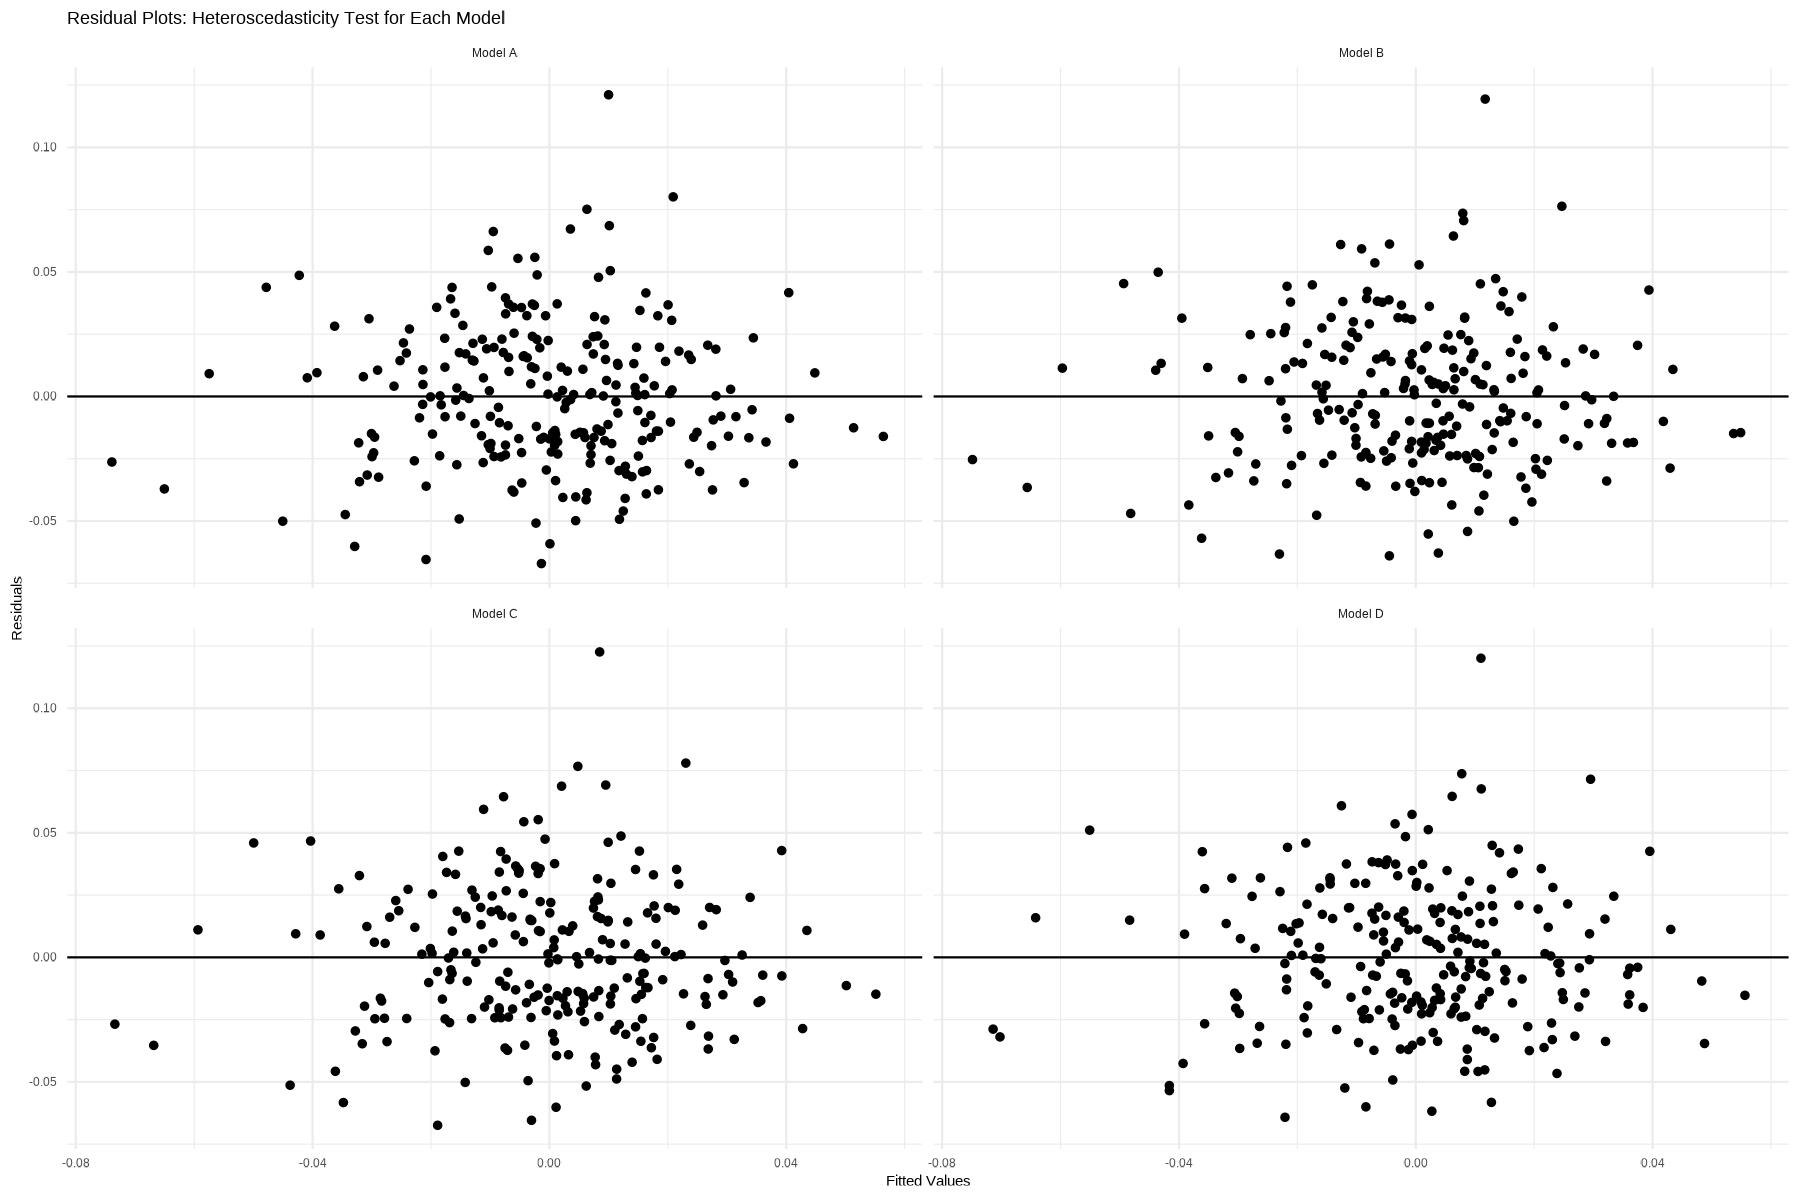 Residual Plots: Heteroscedasticity Test for Each Model
Model A
Model B
0.10
0.05
0.00
-0.05
Residuals
Model C
Model D
0.10
0.05
0.00
-0.05
-0.08
-0.04
0.00
0.04
-0.08
-0.04
0.00
0.04
Fitted Values